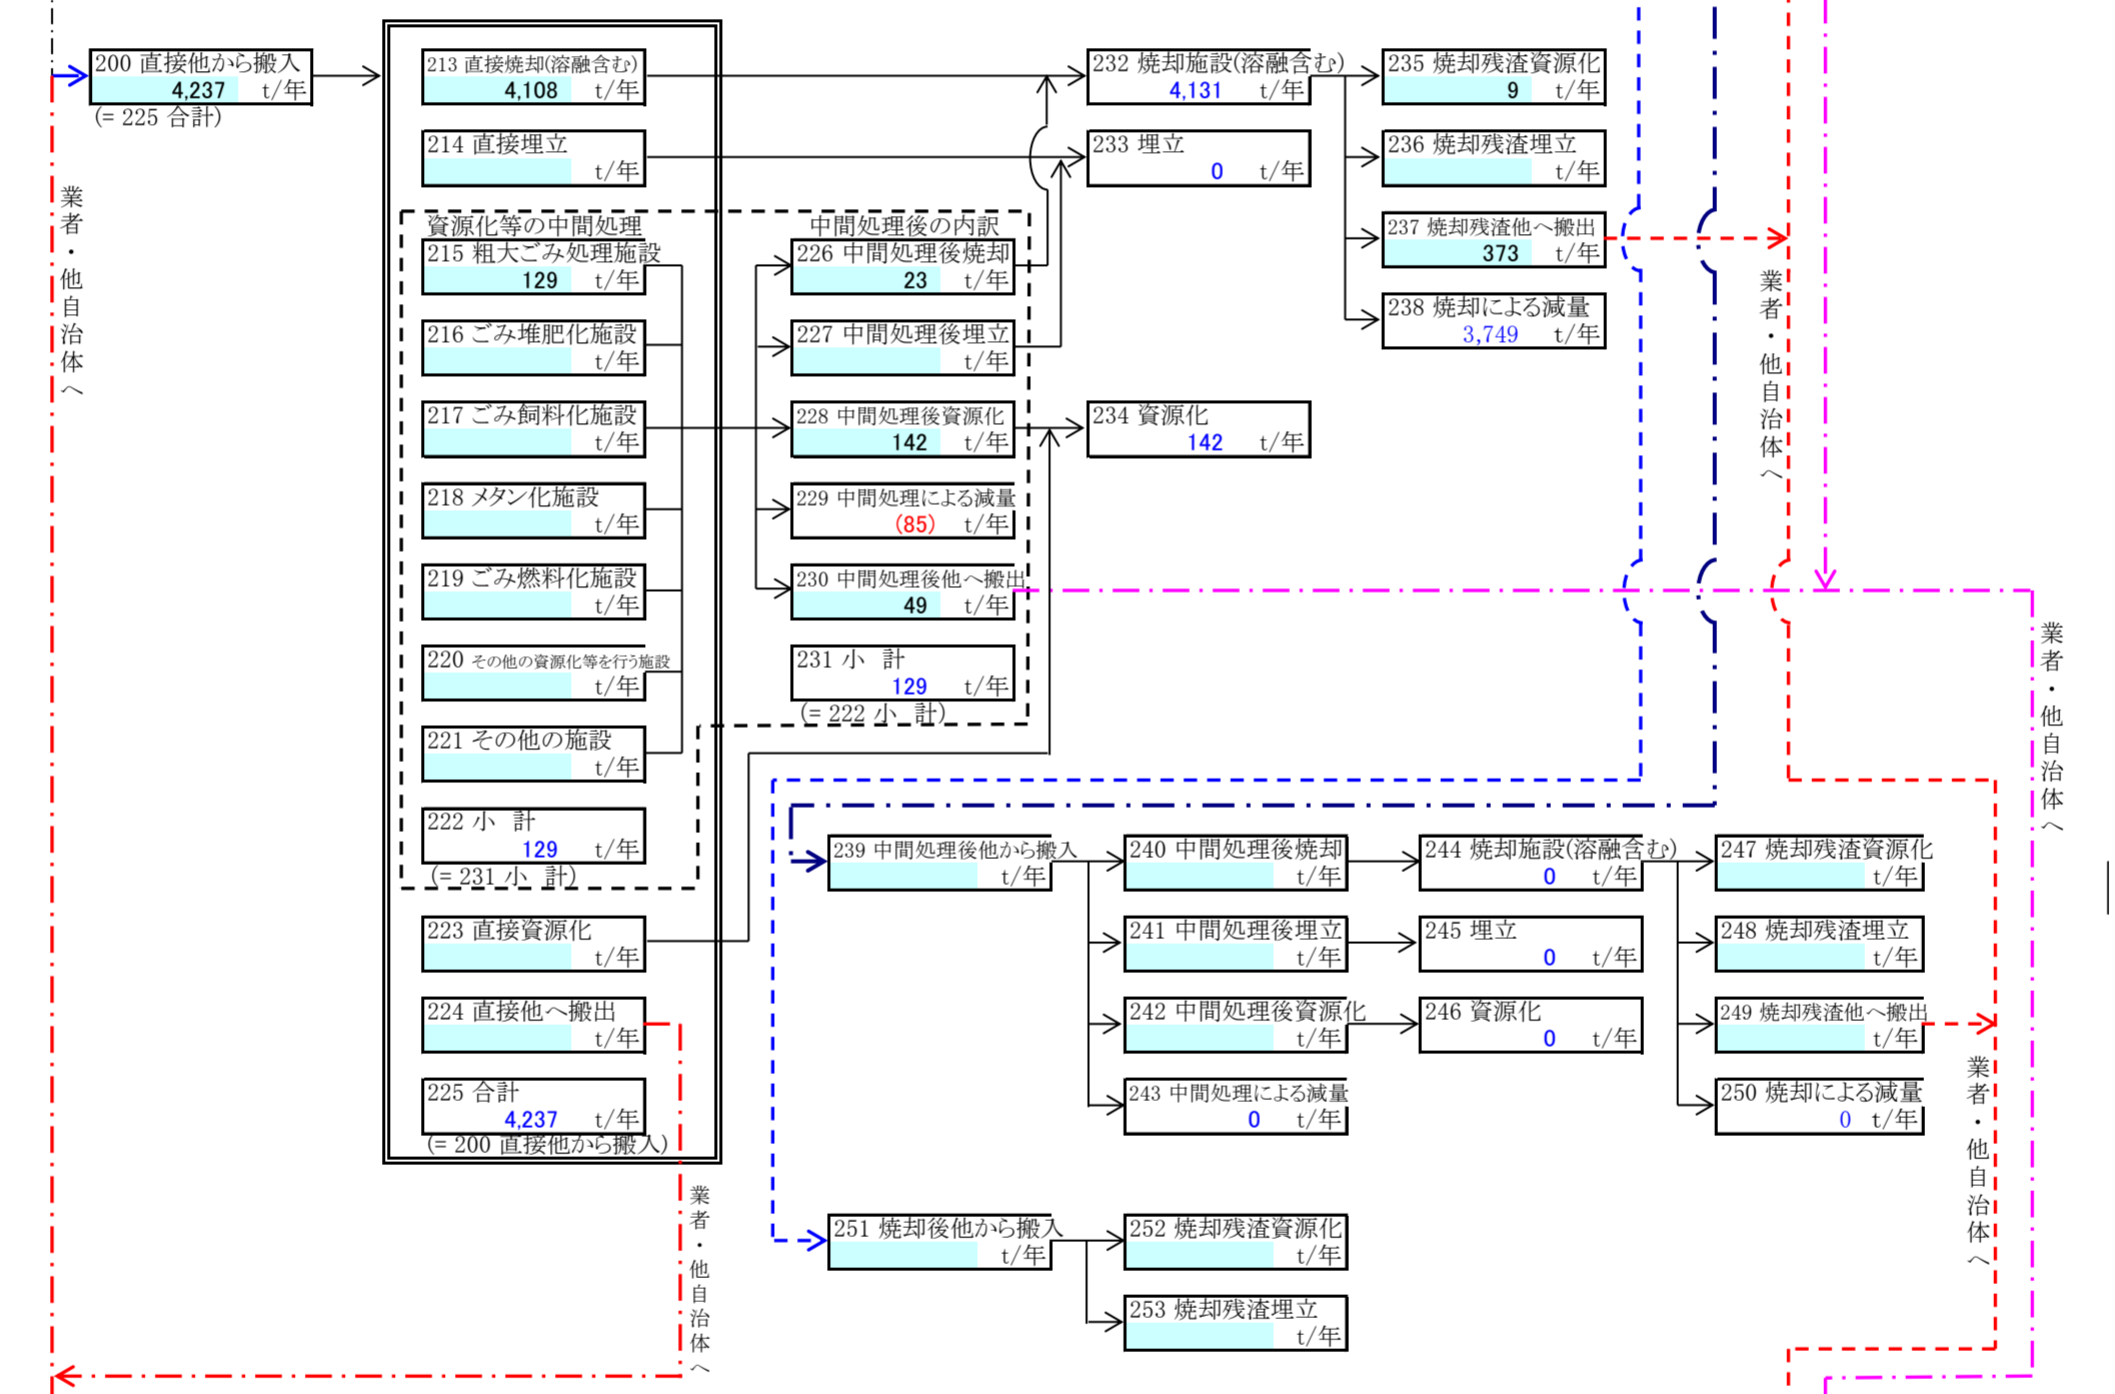 200 直接他から搬入
4,237 t/年
(= 225 合計)
業者・他自治体へ
213 直接焼却(溶融含む)
4,108 t/年
214 直接埋立
t/年
資源化等の中間処理
215 粗大ごみ処理施設
129 t/年
216 ごみ堆肥化施設
t/年
217 ごみ飼料化施設
t/年
218 メタン化施設
t/年
219 ごみ燃料化施設
t/年
220 その他の資源化等を行う施設
t/年
221 その他の施設
t/年
222 小 計
129 t/年
(= 231 小 計)
223 直接資源化
t/年
224 直接他へ搬出
t/年
225 合計
4,237 t/年
(= 200 直接他から搬入)
業者・他自治体へ
中間処理後の内訳
226 中間処理後焼却
23 t/年
227 中間処理後埋立
t/年
228 中間処理後資源化
142 t/年
229 中間処理による減量
(85) t/年
230 中間処理後他へ搬出
49 t/年
231 小 計
129 t/年
(= 222 小 計)
232 焼却施設(溶融含む)
4,131 t/年
233 埋立
0 t/年
234 資源化
142 t/年
235 焼却残渣資源化
9 t/年
236 焼却残渣埋立
t/年
237 焼却残渣他へ搬出
373 t/年
238 焼却による減量
3,749 t/年
業者・他自治体へ
業者・他自治体へ
239 中間処理後他から搬入
t/年
240 中間処理後焼却
t/年
241 中間処理後埋立
t/年
242 中間処理後資源化
t/年
243 中間処理による減量
0 t/年
244 焼却施設(溶融含む)
0 t/年
245 埋立
0 t/年
246 資源化
0 t/年
247 焼却残渣資源化
t/年
248 焼却残渣埋立
t/年
249 焼却残渣他へ搬出
t/年
250 焼却による減量
0 t/年
業者・他自治体へ
251 焼却後他から搬入
t/年
252 焼却残渣資源化
t/年
253 焼却残渣埋立
t/年